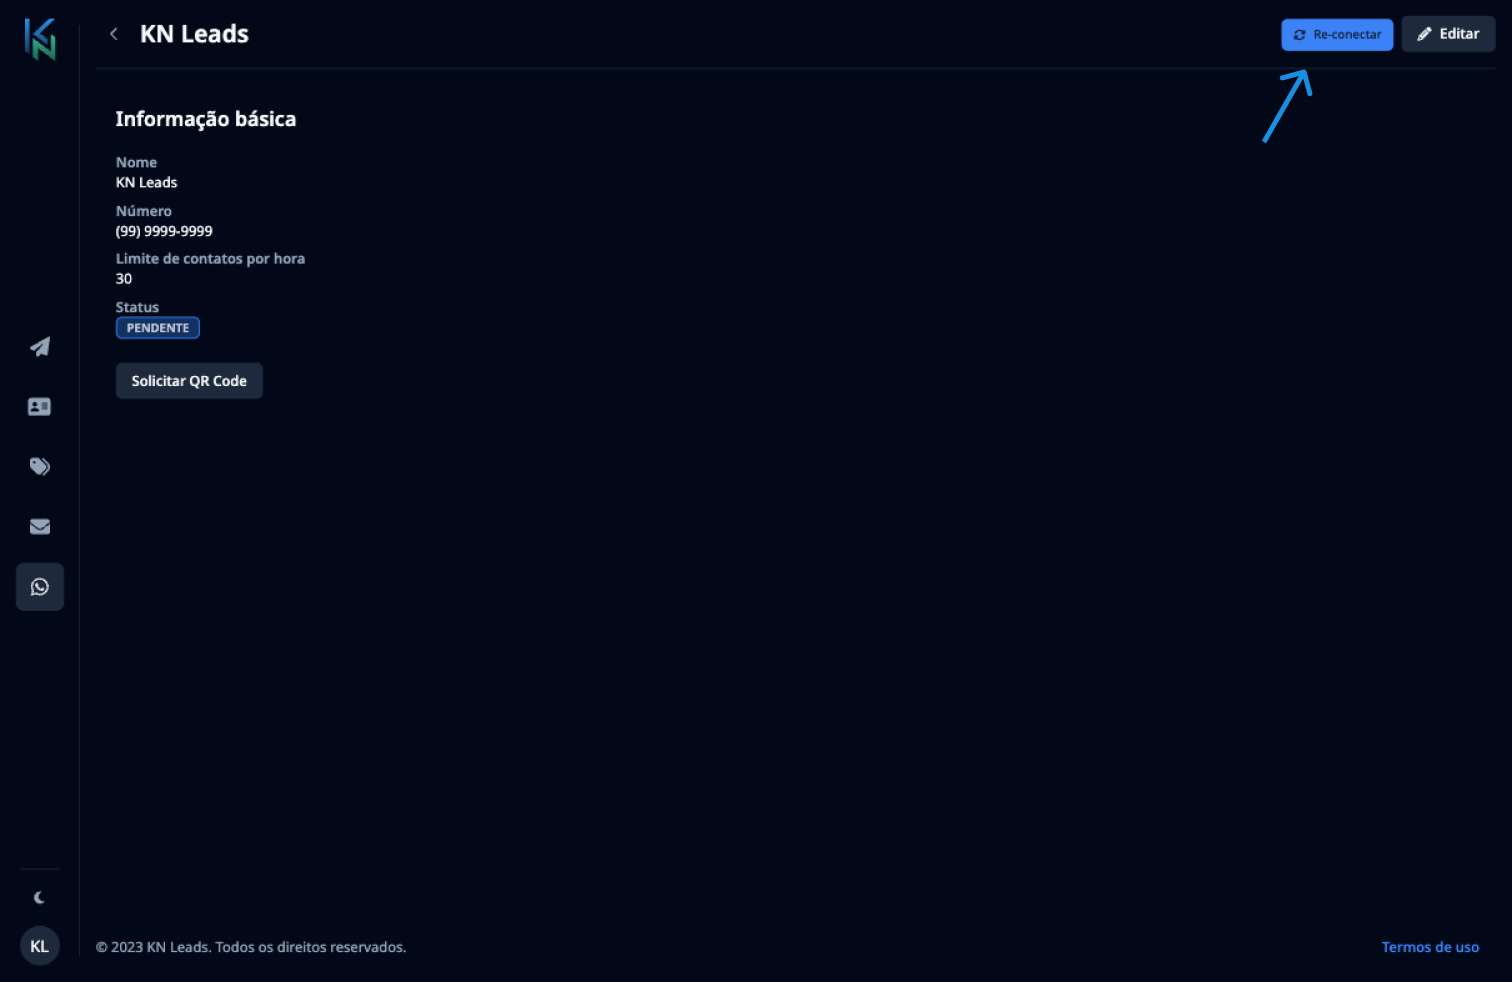 KN Leads
Re-conectar
Editar
Informação básica
Nome
KN Leads
Número
(99) 9999-9999
Limite de contatos por hora
30
Status
PENDENTE
Solicitar QR Code
KL
© 2023 KN Leads. Todos os direitos reservados.
Termos de uso